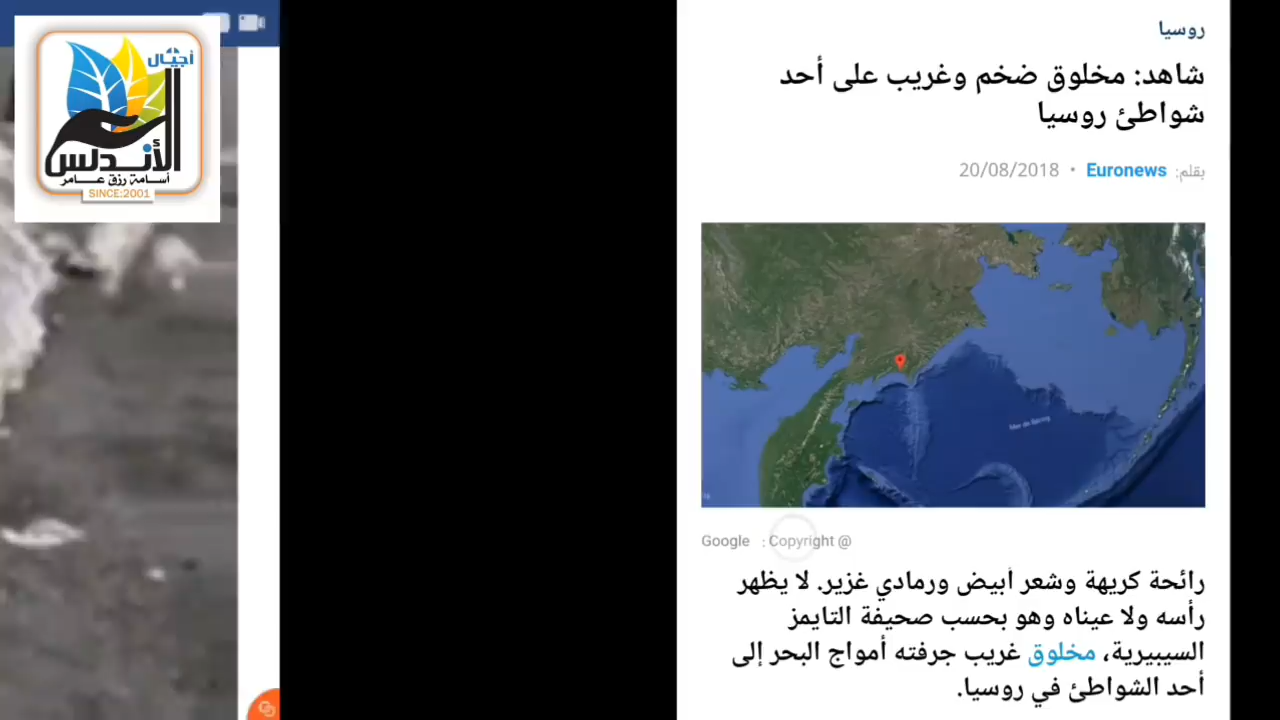 أجيال
الأندلس
أسامة رزق عامر
SINCE:2001
روسيا
شاهد: مخلوق ضخم وغريب على أحد
شواطئ روسيا
بقلم: Euronews • 20/08/2018
Mer de Béring
Google : Copyright @
رائحة كريهة وشعر أبيض ورمادي غزير. لا يظهر
رأسه ولا عيناه وهو بحسب صحيفة التايمز
السيبيرية، مخلوق غريب جرفته أمواج البحر إلى
أحد الشواطئ في روسيا.